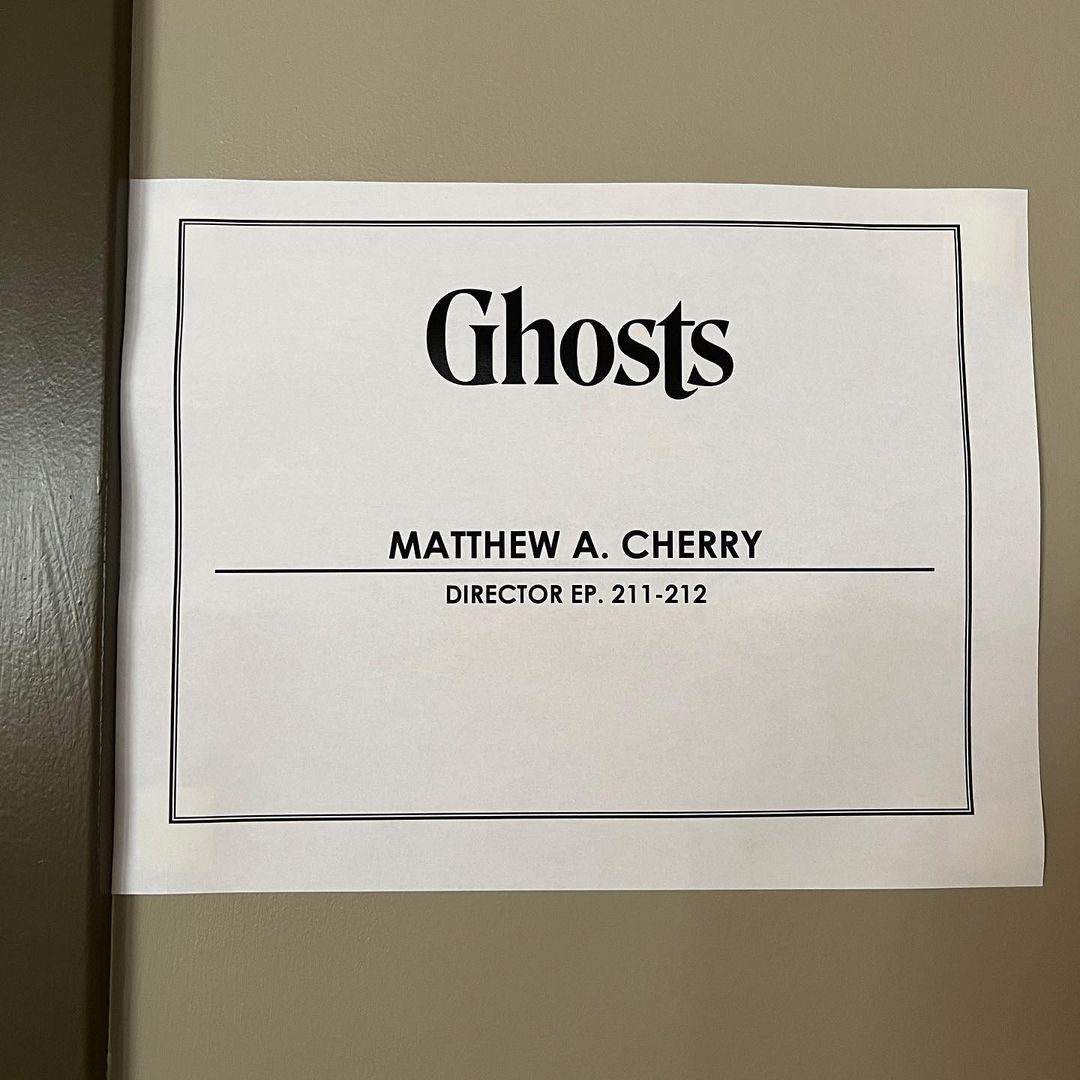 Ghosts
MATTHEW A. CHERRY
DIRECTOR EP. 211-212